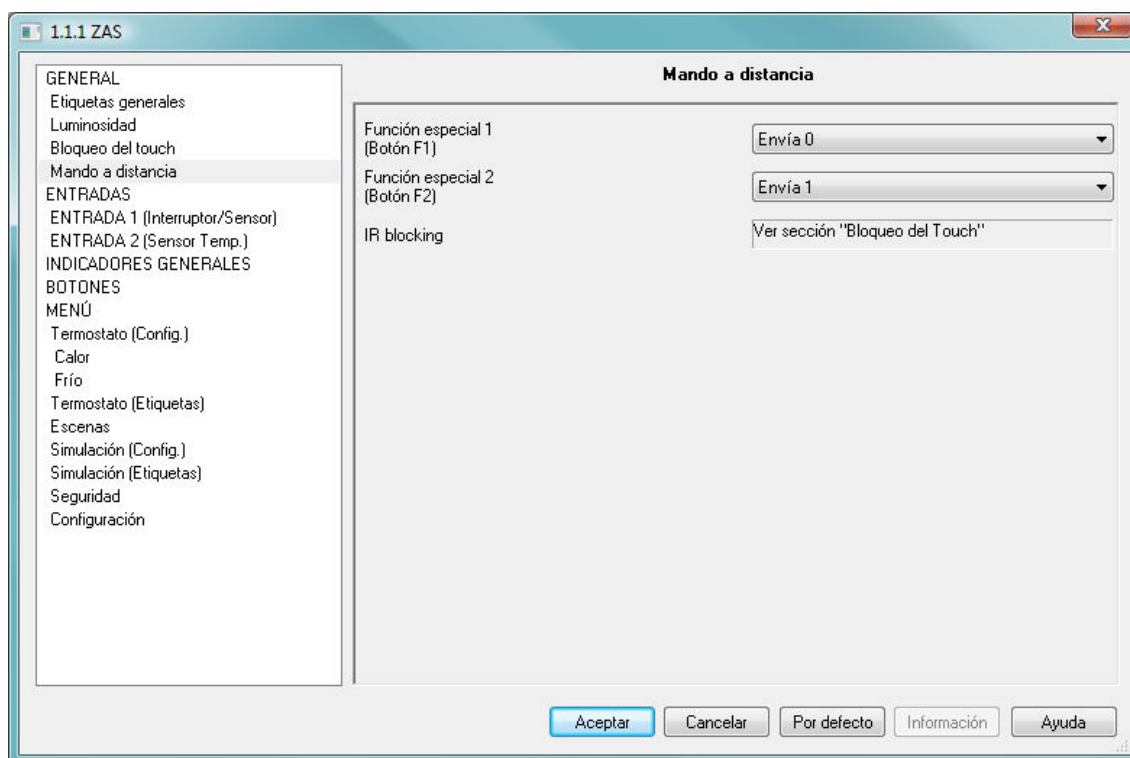 1.1.1 ZAS
GENERAL
Etiquetas generales
Luminosidad
Bloqueo del touch
Mando a distancia
ENTRADAS
ENTRADA 1 (Interruptor/Sensor)
ENTRADA 2 (Sensor Temp.)
INDICADORES GENERALES
BOTONES
MENÚ
Termostato (Config.)
Calor
Frío
Termostato (Etiquetas)
Escenas
Simulación (Config.)
Simulación (Etiquetas)
Seguridad
Configuración
Mando a distancia
Función especial 1
(Botón F1)
Envía 0
Función especial 2
(Botón F2)
Envía 1
IR blocking
Ver sección "Bloqueo del Touch"
Aceptar
Cancelar
Por defecto
Información
Ayuda